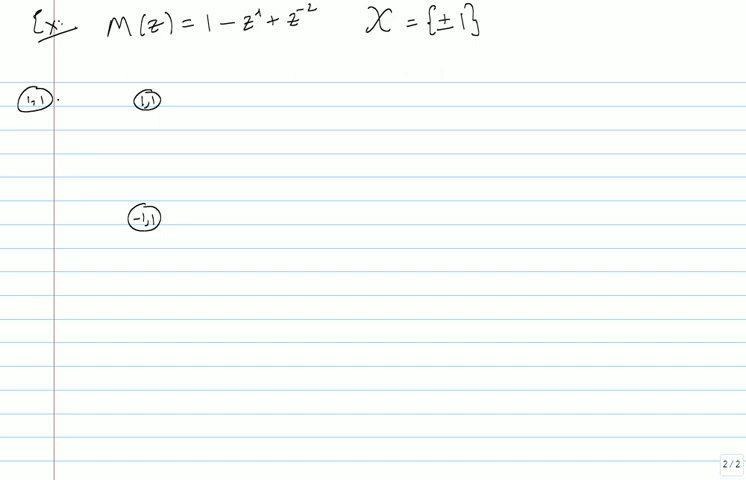 Ex: M(z) = 1 - z^-1 + z^-2 X = {±1}
1,1 1,1
-1,1
2/2